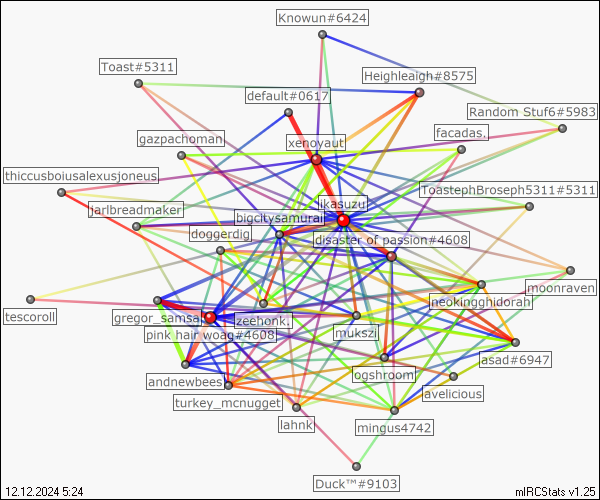 Knowun#6424
Toast#5311
Heighleaigh#8575
default#0617
Random Stuf6#5983
gazpachoman
xenoyaut
facadas.
thiccusboiusalexusjoneus
ToastephBroseph5311#5311
jarlbreadmaker
ikasuzu
bigcitysamurai
doggerdig
disaster of passion#4608
moonraven
neokingghidorah
tescoroll
gregor_samsa
zeehonk.
mukszi
pink hair woag#4608
asad#6947
ogshroom
andnewbees
avelicious
turkey_mcnugget
lahnk
mingus4742
Duck™#9103
12.12.2024 5:24
mIRCStats v1.25